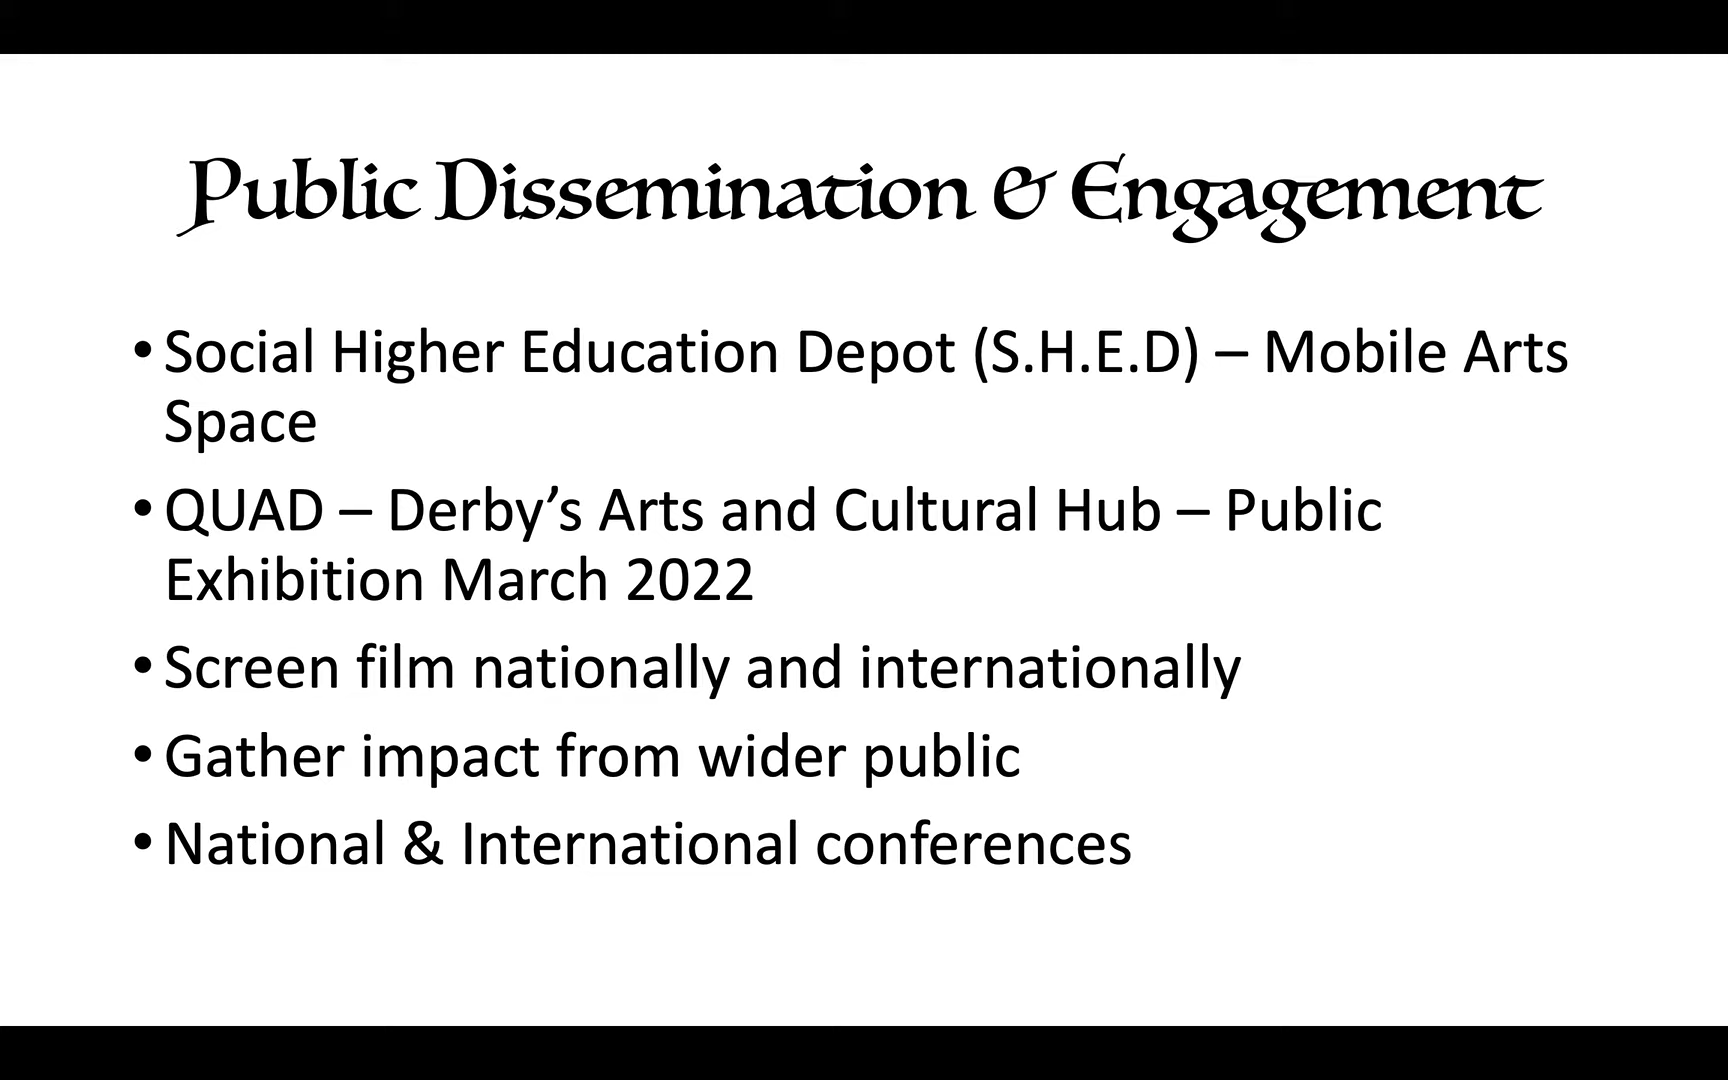 Public Dissemination & Engagement
• Social Higher Education Depot (S.H.E.D) – Mobile Arts
Space
• QUAD – Derby’s Arts and Cultural Hub – Public
Exhibition March 2022
• Screen film nationally and internationally
• Gather impact from wider public
• National & International conferences